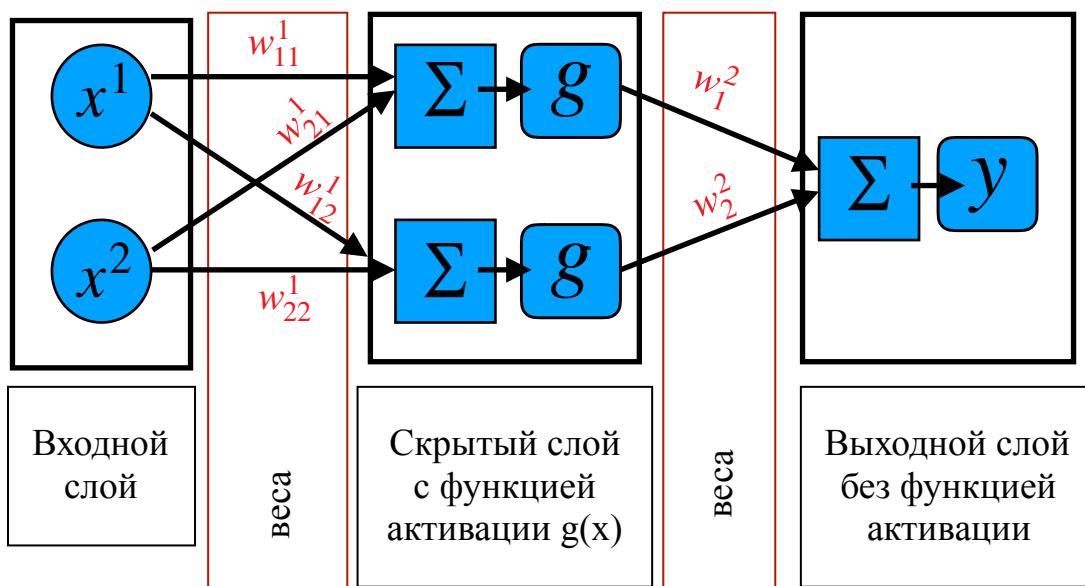 x¹
w¹₁₁
Σ
g
w²₁
w¹₂₁
w¹₁₂
Σ
y
x²
w¹₂₂
Σ
g
w²₂
Входной
слой
веса
Скрытый слой
с функцией
активации g(x)
веса
Выходной слой
без функции
активации